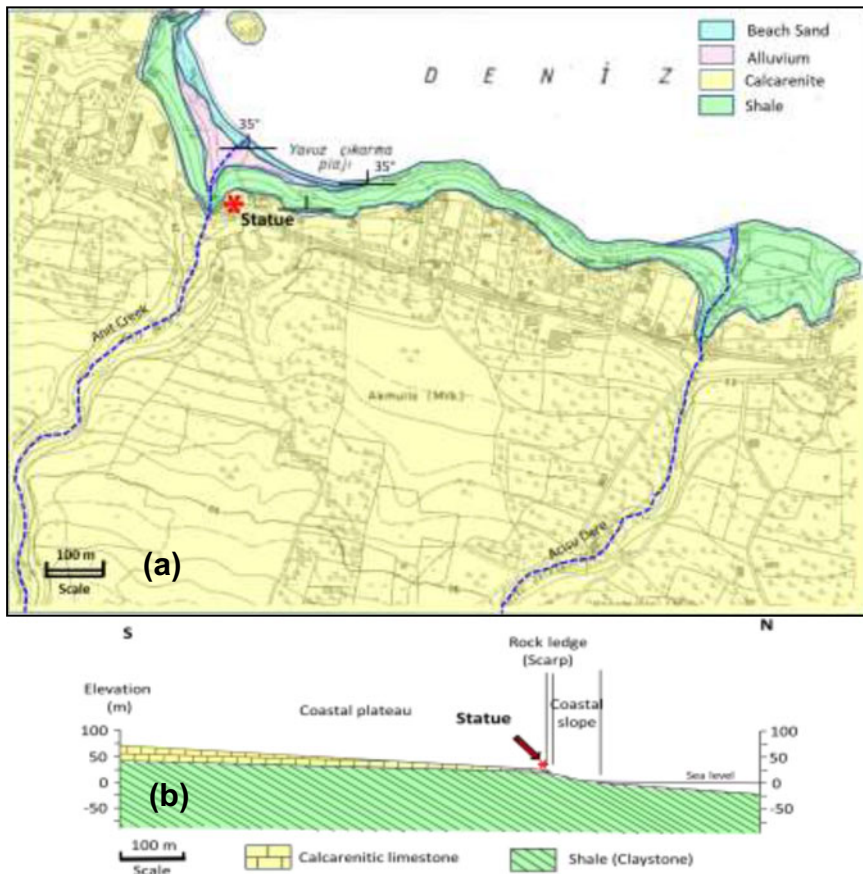 Beach Sand
Alluvium
Calcarenite
Shale
D E N İ Z
35°
Yavuz çıkarma
plajı
35°
Statue
Anıt Creek
Acısu Dere
100 m
Scale
(a)
S
N
Rock ledge
(Scarp)
Elevation
(m)
Coastal plateau
Statue
Coastal
slope
100
50
0
-50
100
50
0
-50
Sea level
(b)
100 m
Scale
Calcarenitic limestone
Shale (Claystone)